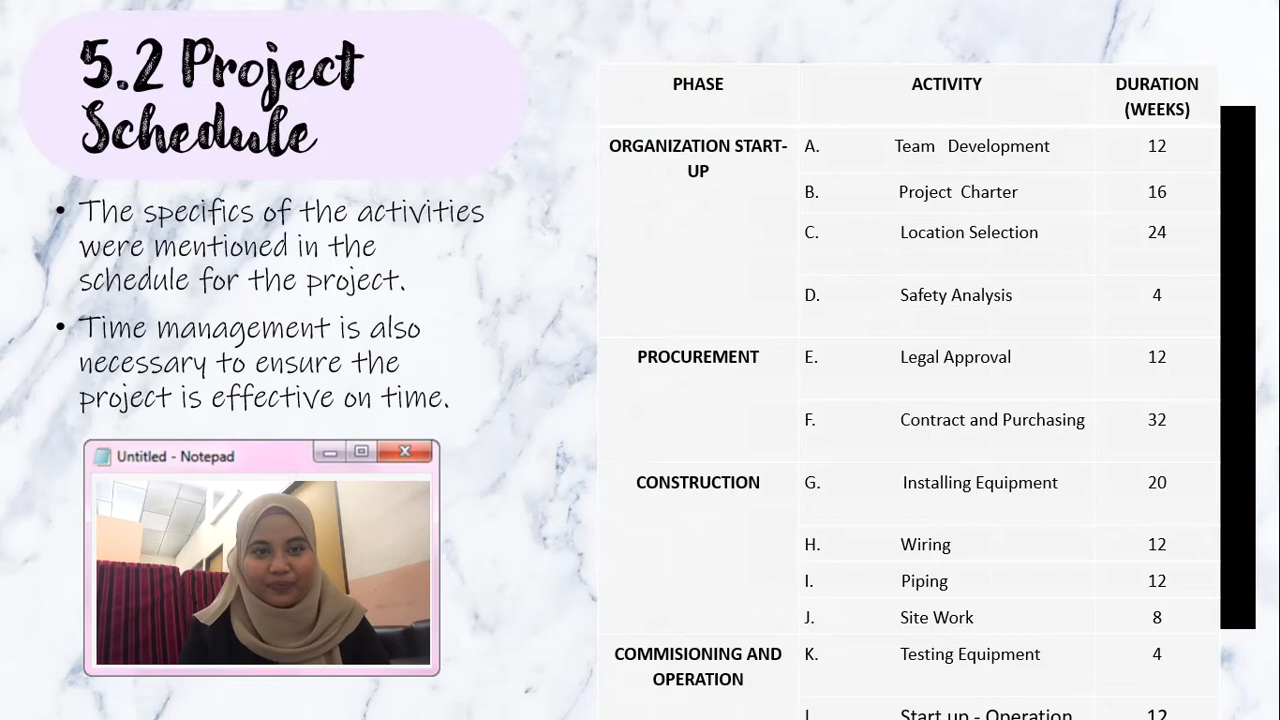 5.2 Project
Schedule
• The specifics of the activities
were mentioned in the
schedule for the project.
• Time management is also
necessary to ensure the
project is effective on time.
Untitled - Notepad
PHASE ACTIVITY DURATION
(WEEKS)
ORGANIZATION START-
UP
A. Team Development 12
B. Project Charter 16
C. Location Selection 24
D. Safety Analysis 4
PROCUREMENT E. Legal Approval 12
F. Contract and Purchasing 32
CONSTRUCTION G. Installing Equipment 20
H. Wiring 12
I. Piping 12
J. Site Work 8
COMMISIONING AND
OPERATION
K. Testing Equipment 4
Start up - Operation 12